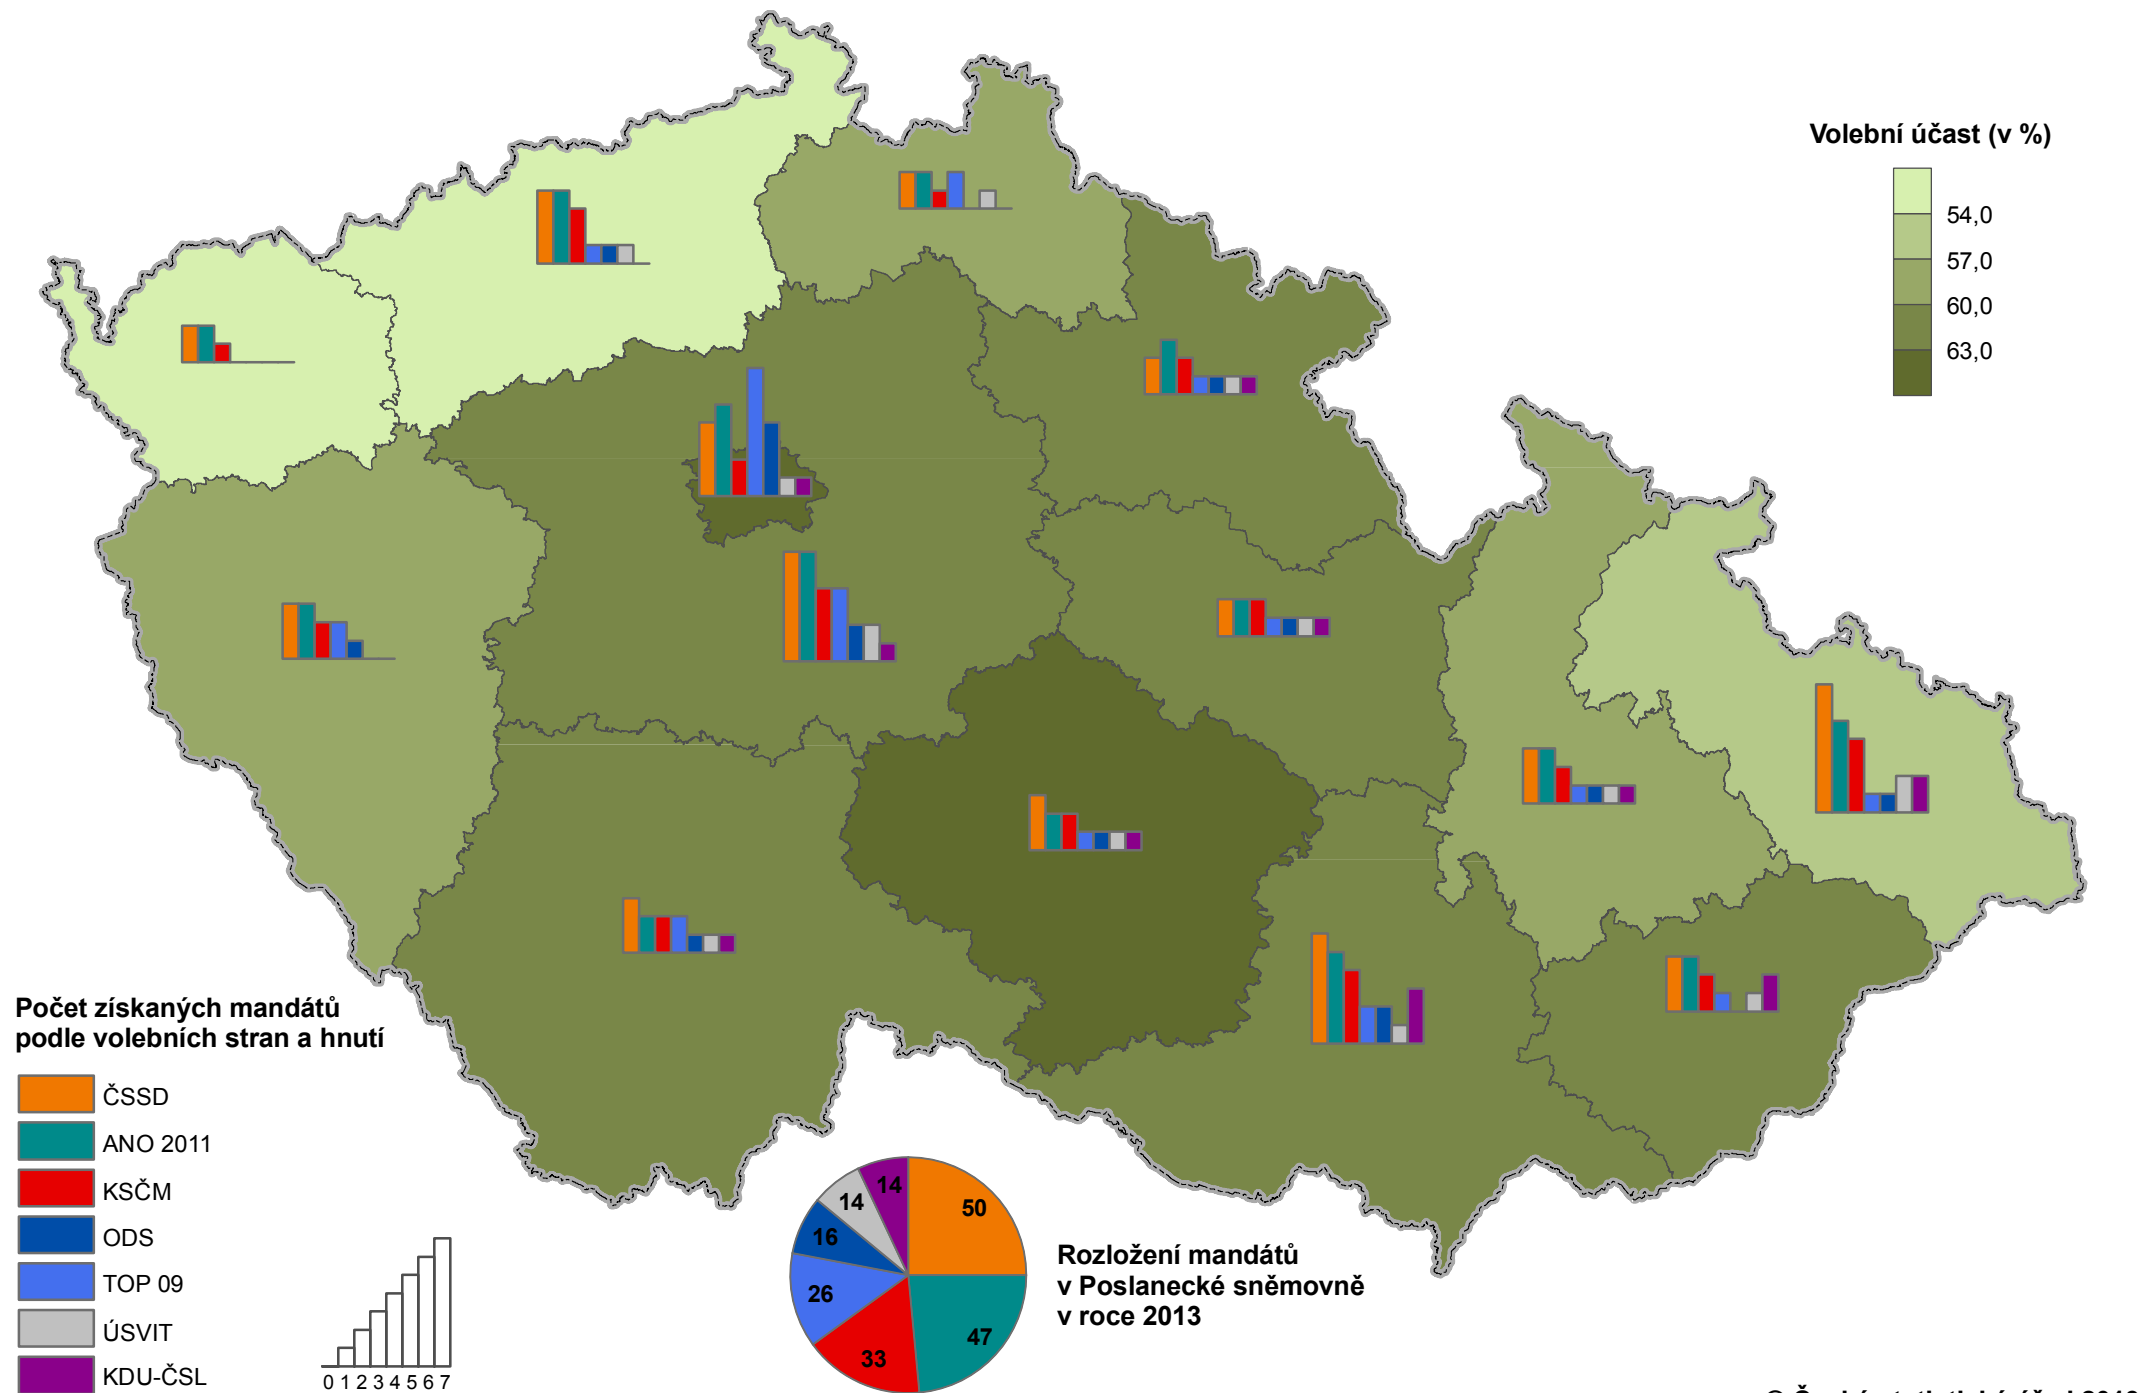 Volební účast (v %)
54,0
57,0
60,0
63,0
Počet získaných mandátů
podle volebních stran a hnutí
ČSSD
ANO 2011
KSČM
ODS
TOP 09
ÚSVIT
KDU-ČSL
0 1 2 3 4 5 6 7
50
47
33
26
16
14
14
Rozložení mandátů
v Poslanecké sněmovně
v roce 2013